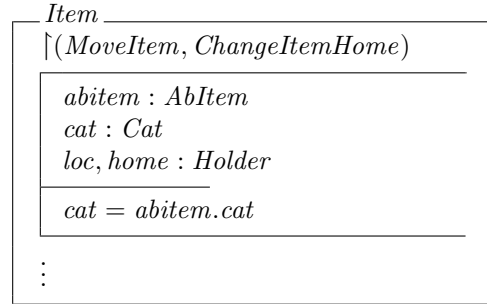 Item
↾(MoveItem, ChangeItemHome)
abitem : AbItem
cat : Cat
loc, home : Holder
cat = abitem.cat
⋮